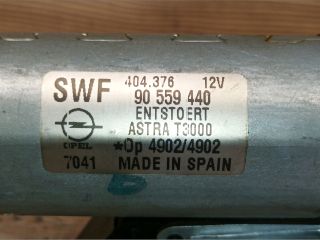 SWF 404.376 12V
90 559 440
ENTSTOERT
ASTRA T3000
OPEL *Op 4902/4902
7041 MADE IN SPAIN